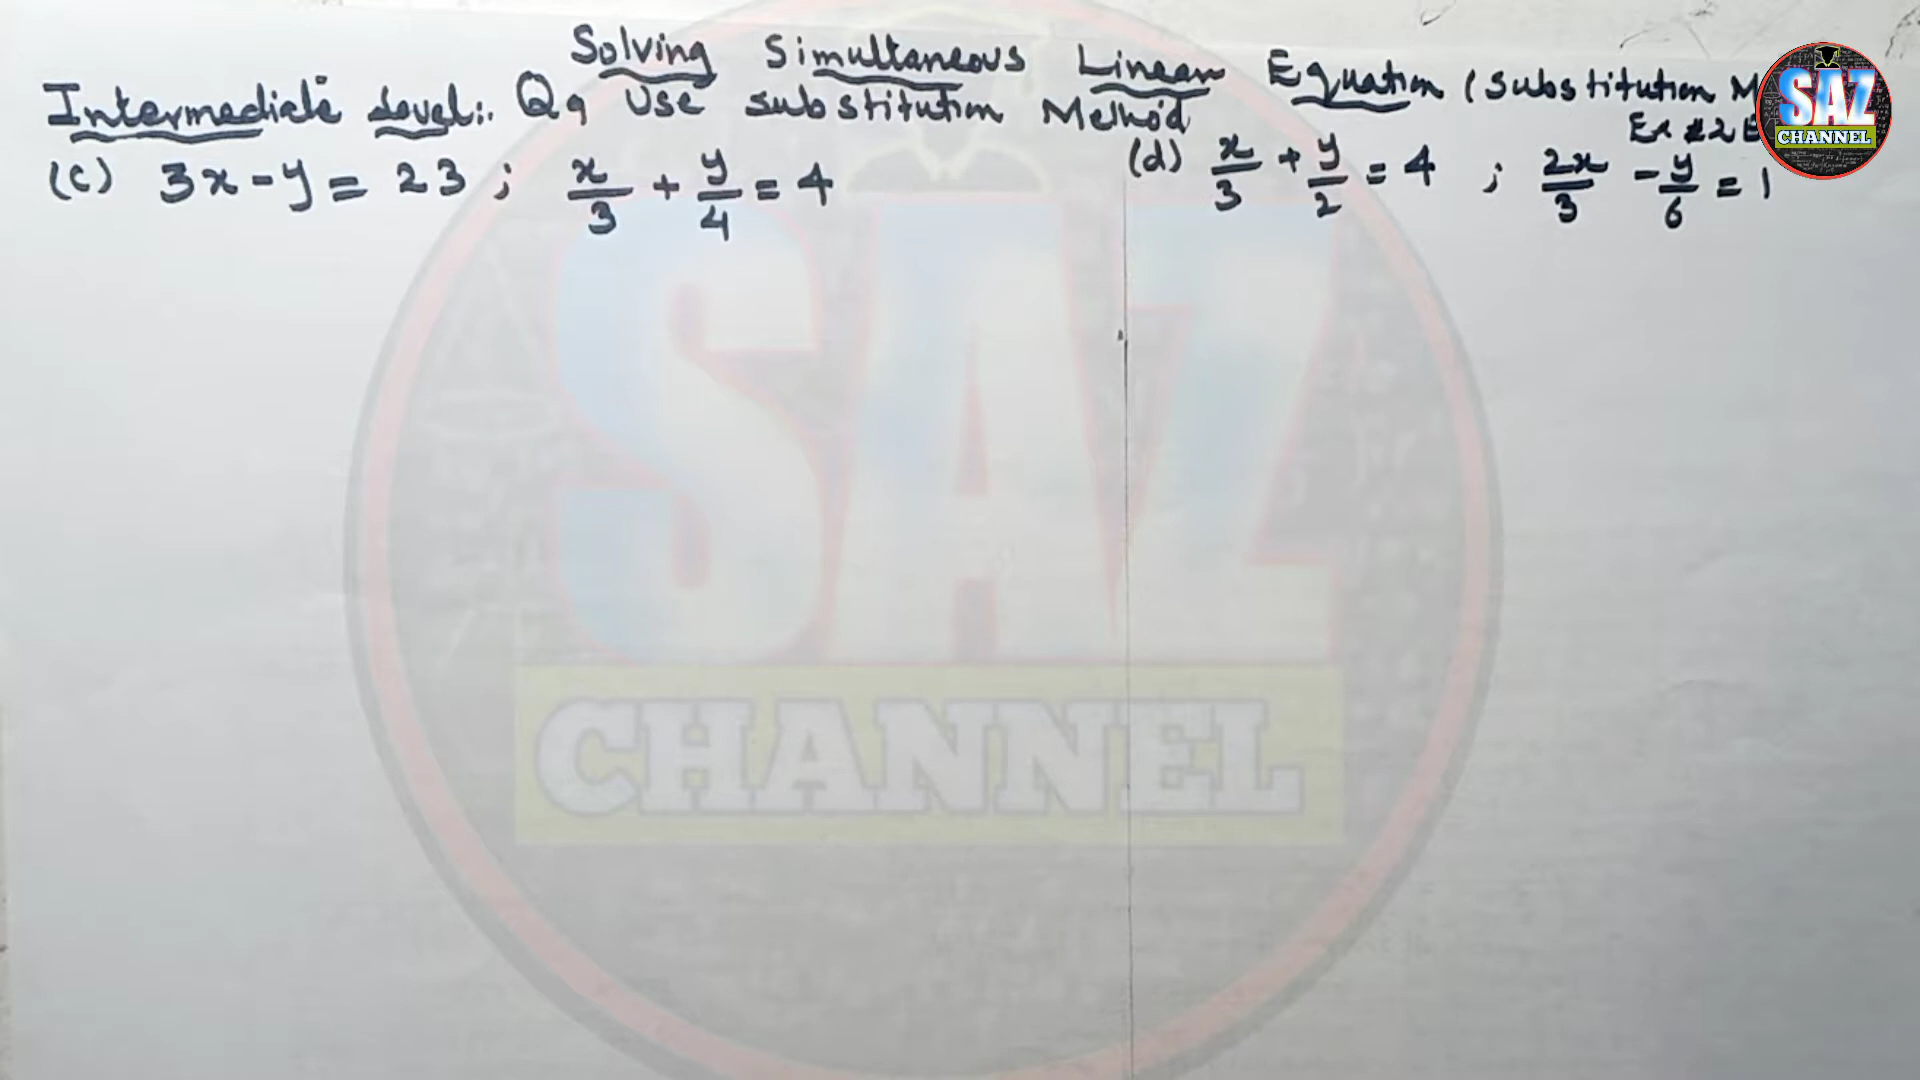 Solving Simultaneous Linear Equation (Substitution M
Intermediate Level:. Q9 Use substitution Method
Ex #2E
(c) 3x - y = 23 ; x/3 + y/4 = 4
(d) x/3 + y/2 = 4 ; 2x/3 - y/6 = 1
SAZ
CHANNEL
SAZ
CHANNEL